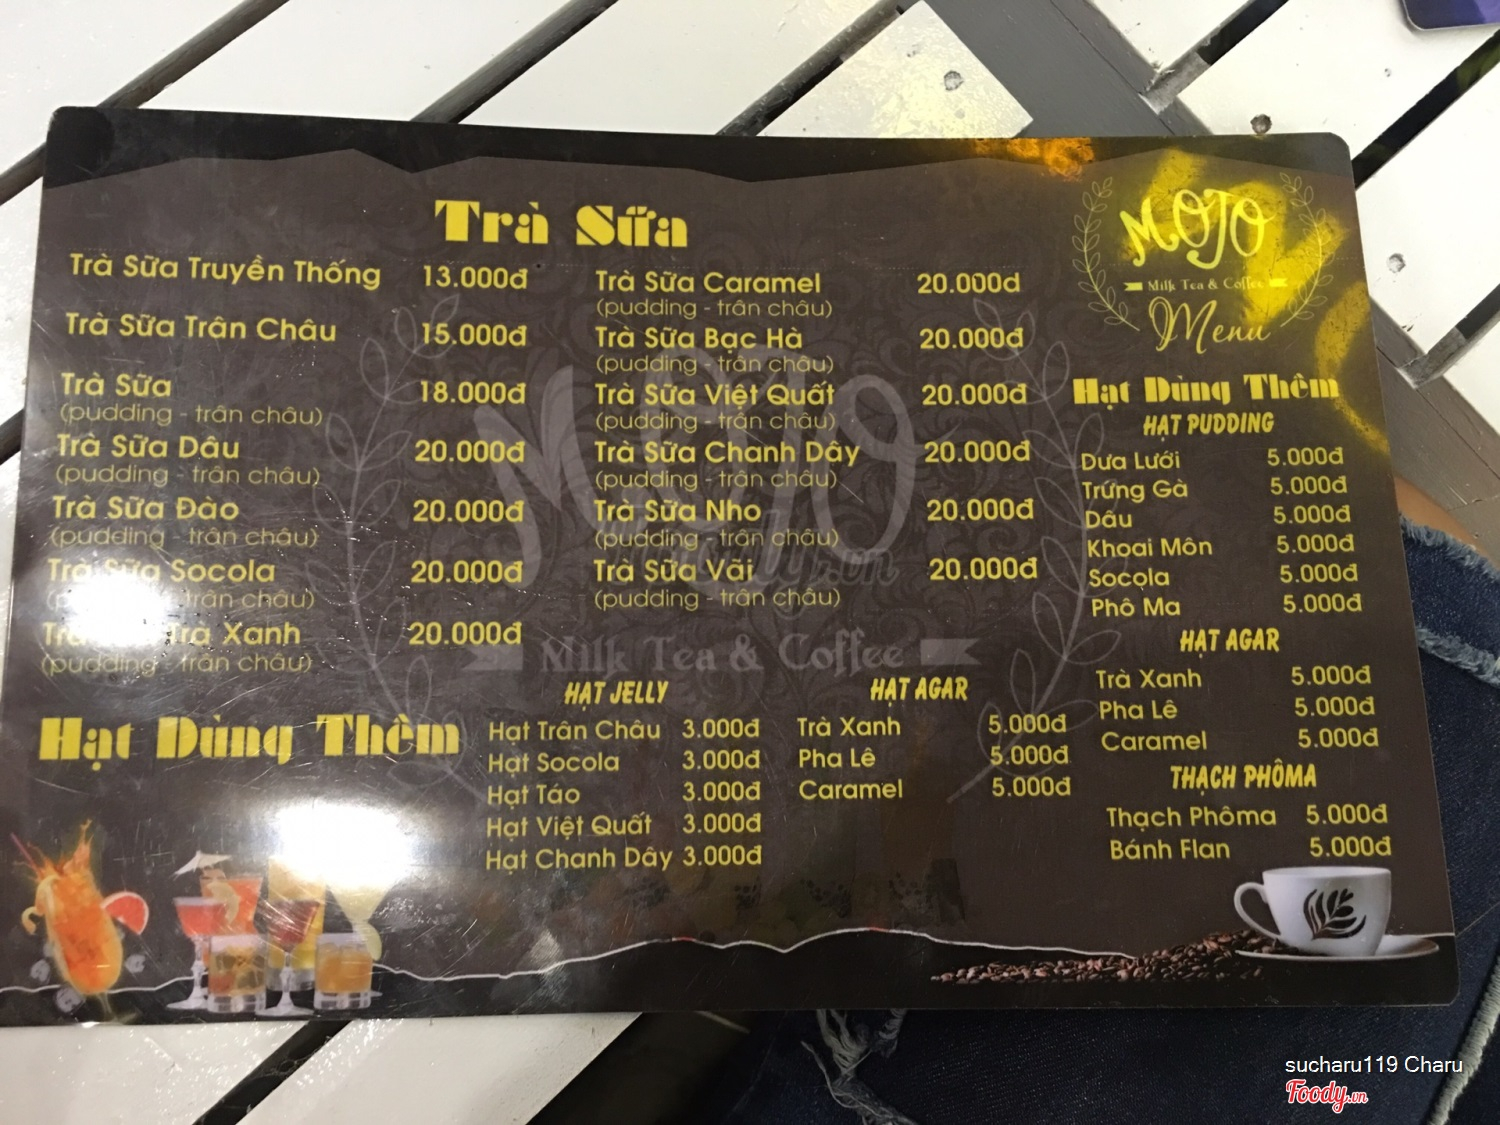 Trà Sữa
Trà Sữa Truyền Thống 13.000đ
Trà Sữa Trân Châu 15.000đ
Trà Sữa 18.000đ
(pudding - trân châu)
Trà Sữa Dâu 20.000đ
(pudding - trân châu)
Trà Sữa Đào 20.000đ
(pudding - trân châu)
Trà Sữa Socola 20.000đ
(pudding - trân châu)
Trà Xanh 20.000đ
(pudding - trân châu)
Trà Sữa Caramel 20.000đ
(pudding - trân châu)
Trà Sữa Bạc Hà 20.000đ
(pudding - trân châu)
Trà Sữa Việt Quất 20.000đ
(pudding - trân châu)
Trà Sữa Chanh Dây 20.000đ
(pudding - trân châu)
Trà Sữa Nho 20.000đ
(pudding - trân châu)
Trà Sữa Vãi 20.000đ
(pudding - trân châu)
MOJO
Milk Tea & Coffee
Hạt Dùng Thêm
HẠT JELLY
Hạt Trân Châu 3.000đ
Hạt Socola 3.000đ
Hạt Táo 3.000đ
Hạt Việt Quất 3.000đ
Hạt Chanh Dây 3.000đ
HẠT AGAR
Trà Xanh 5.000đ
Pha Lê 5.000đ
Caramel 5.000đ
MOJO
Milk Tea & Coffee
Menu
Hạt Dùng Thêm
HẠT PUDDING
Dưa Lưới 5.000đ
Trứng Gà 5.000đ
Dâu 5.000đ
Khoai Môn 5.000đ
Socola 5.000đ
Phô Ma 5.000đ
HẠT AGAR
Trà Xanh 5.000đ
Pha Lê 5.000đ
Caramel 5.000đ
THẠCH PHÔMA
Thạch Phôma 5.000đ
Bánh Flan 5.000đ
sucharu119 Charu
Foody.vn